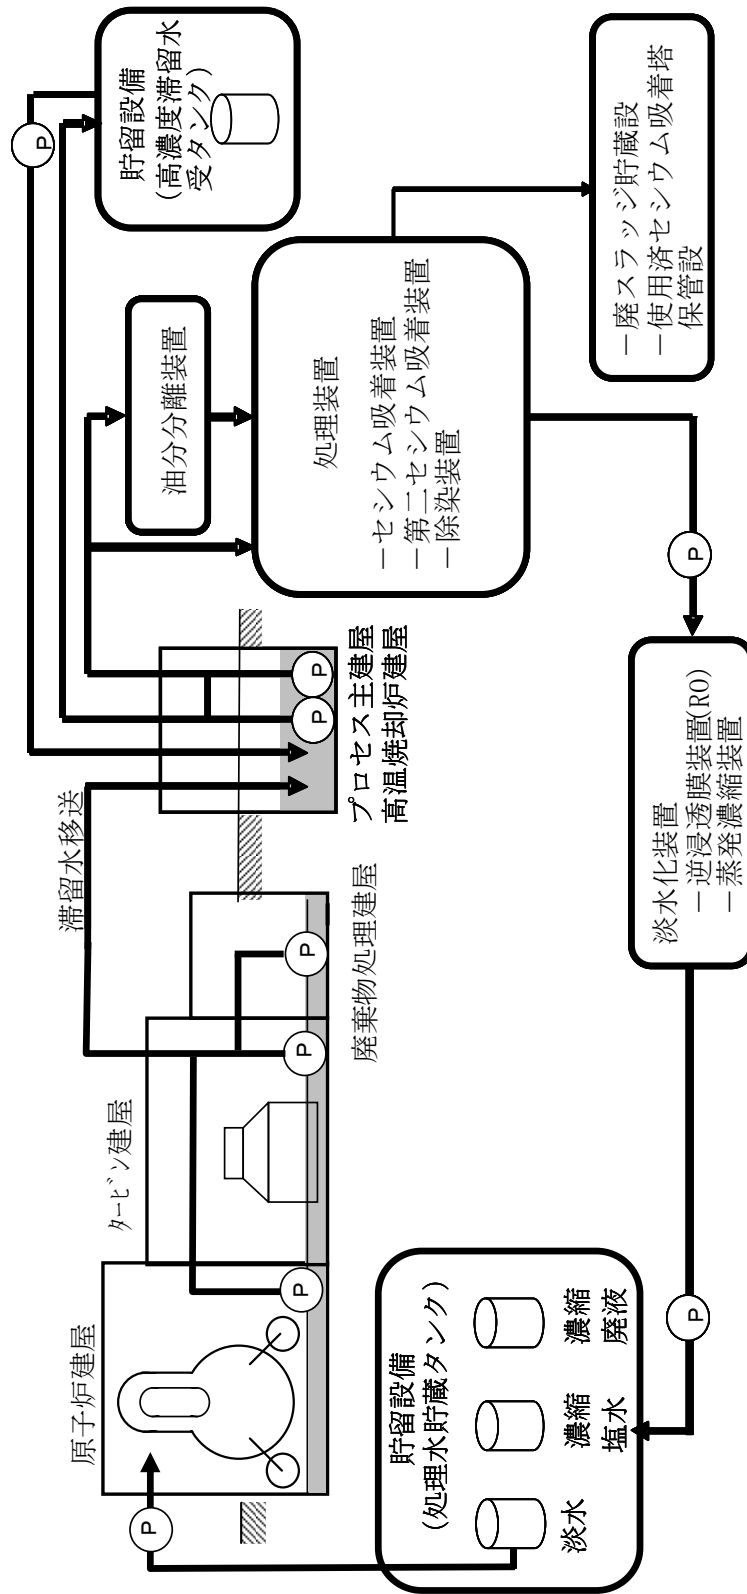 原子炉建屋
タービン建屋
滞留水移送
廃棄物処理建屋
プロセス主建屋
高温焼却炉建屋
P
P
P
P
P
P
P
P
P
油分分離装置
貯留設備
(高濃度滞留水
受タンク)
処理装置
－セシウム吸着装置
－第二セシウム吸着装置
－除染装置
－廃スラッジ貯蔵設
－使用済セシウム吸着塔
保管設
淡水化装置
－逆浸透膜装置(RO)
－蒸発濃縮装置
貯留設備
(処理水貯蔵タンク)
淡水
濃縮
塩水
濃縮
廃液